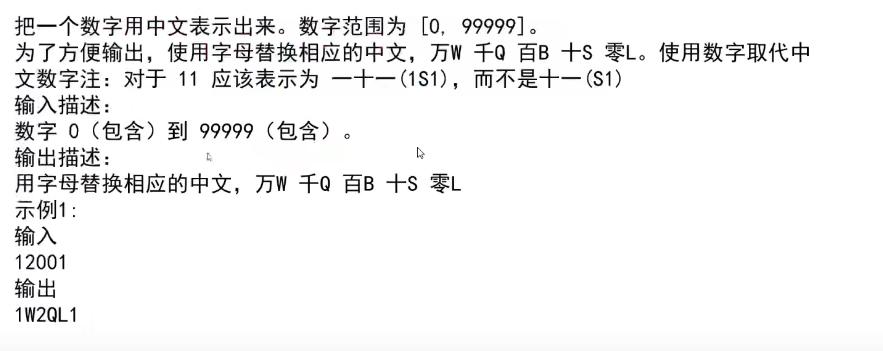 把一个数字用中文表示出来。数字范围为 [0, 99999]。
为了方便输出，使用字母替换相应的中文，万W 千Q 百B 十S 零L。使用数字取代中
文数字注：对于 11 应该表示为 一十一(1S1)，而不是十一(S1)
输入描述：
数字 0（包含）到 99999（包含）。
输出描述：
用字母替换相应的中文，万W 千Q 百B 十S 零L
示例1：
输入
12001
输出
1W2QL1